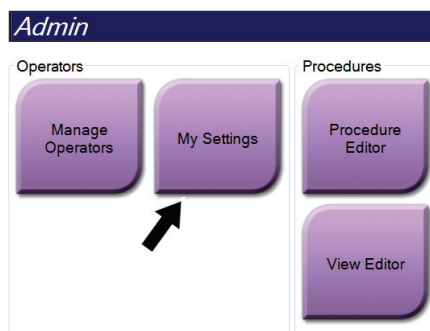 Admin
Operators
Manage
Operators
My Settings
Procedures
Procedure
Editor
View Editor